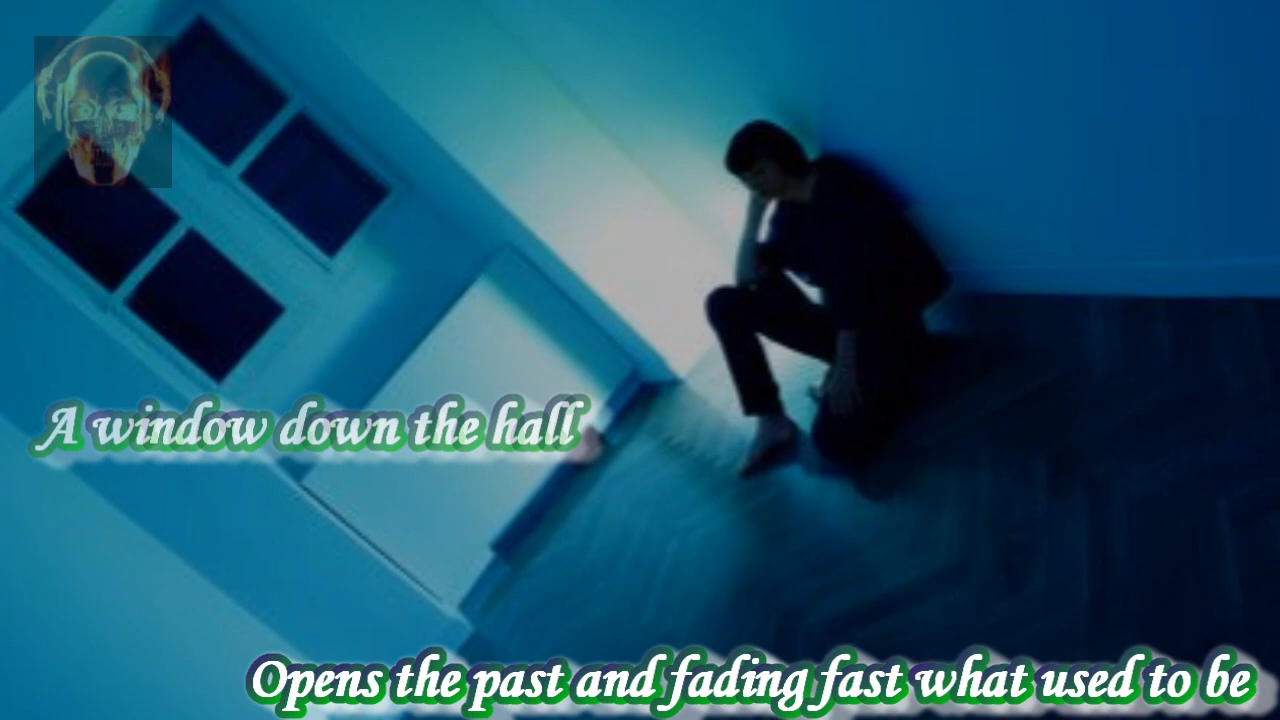 A window down the hall
Opens the past and fading fast what used to be